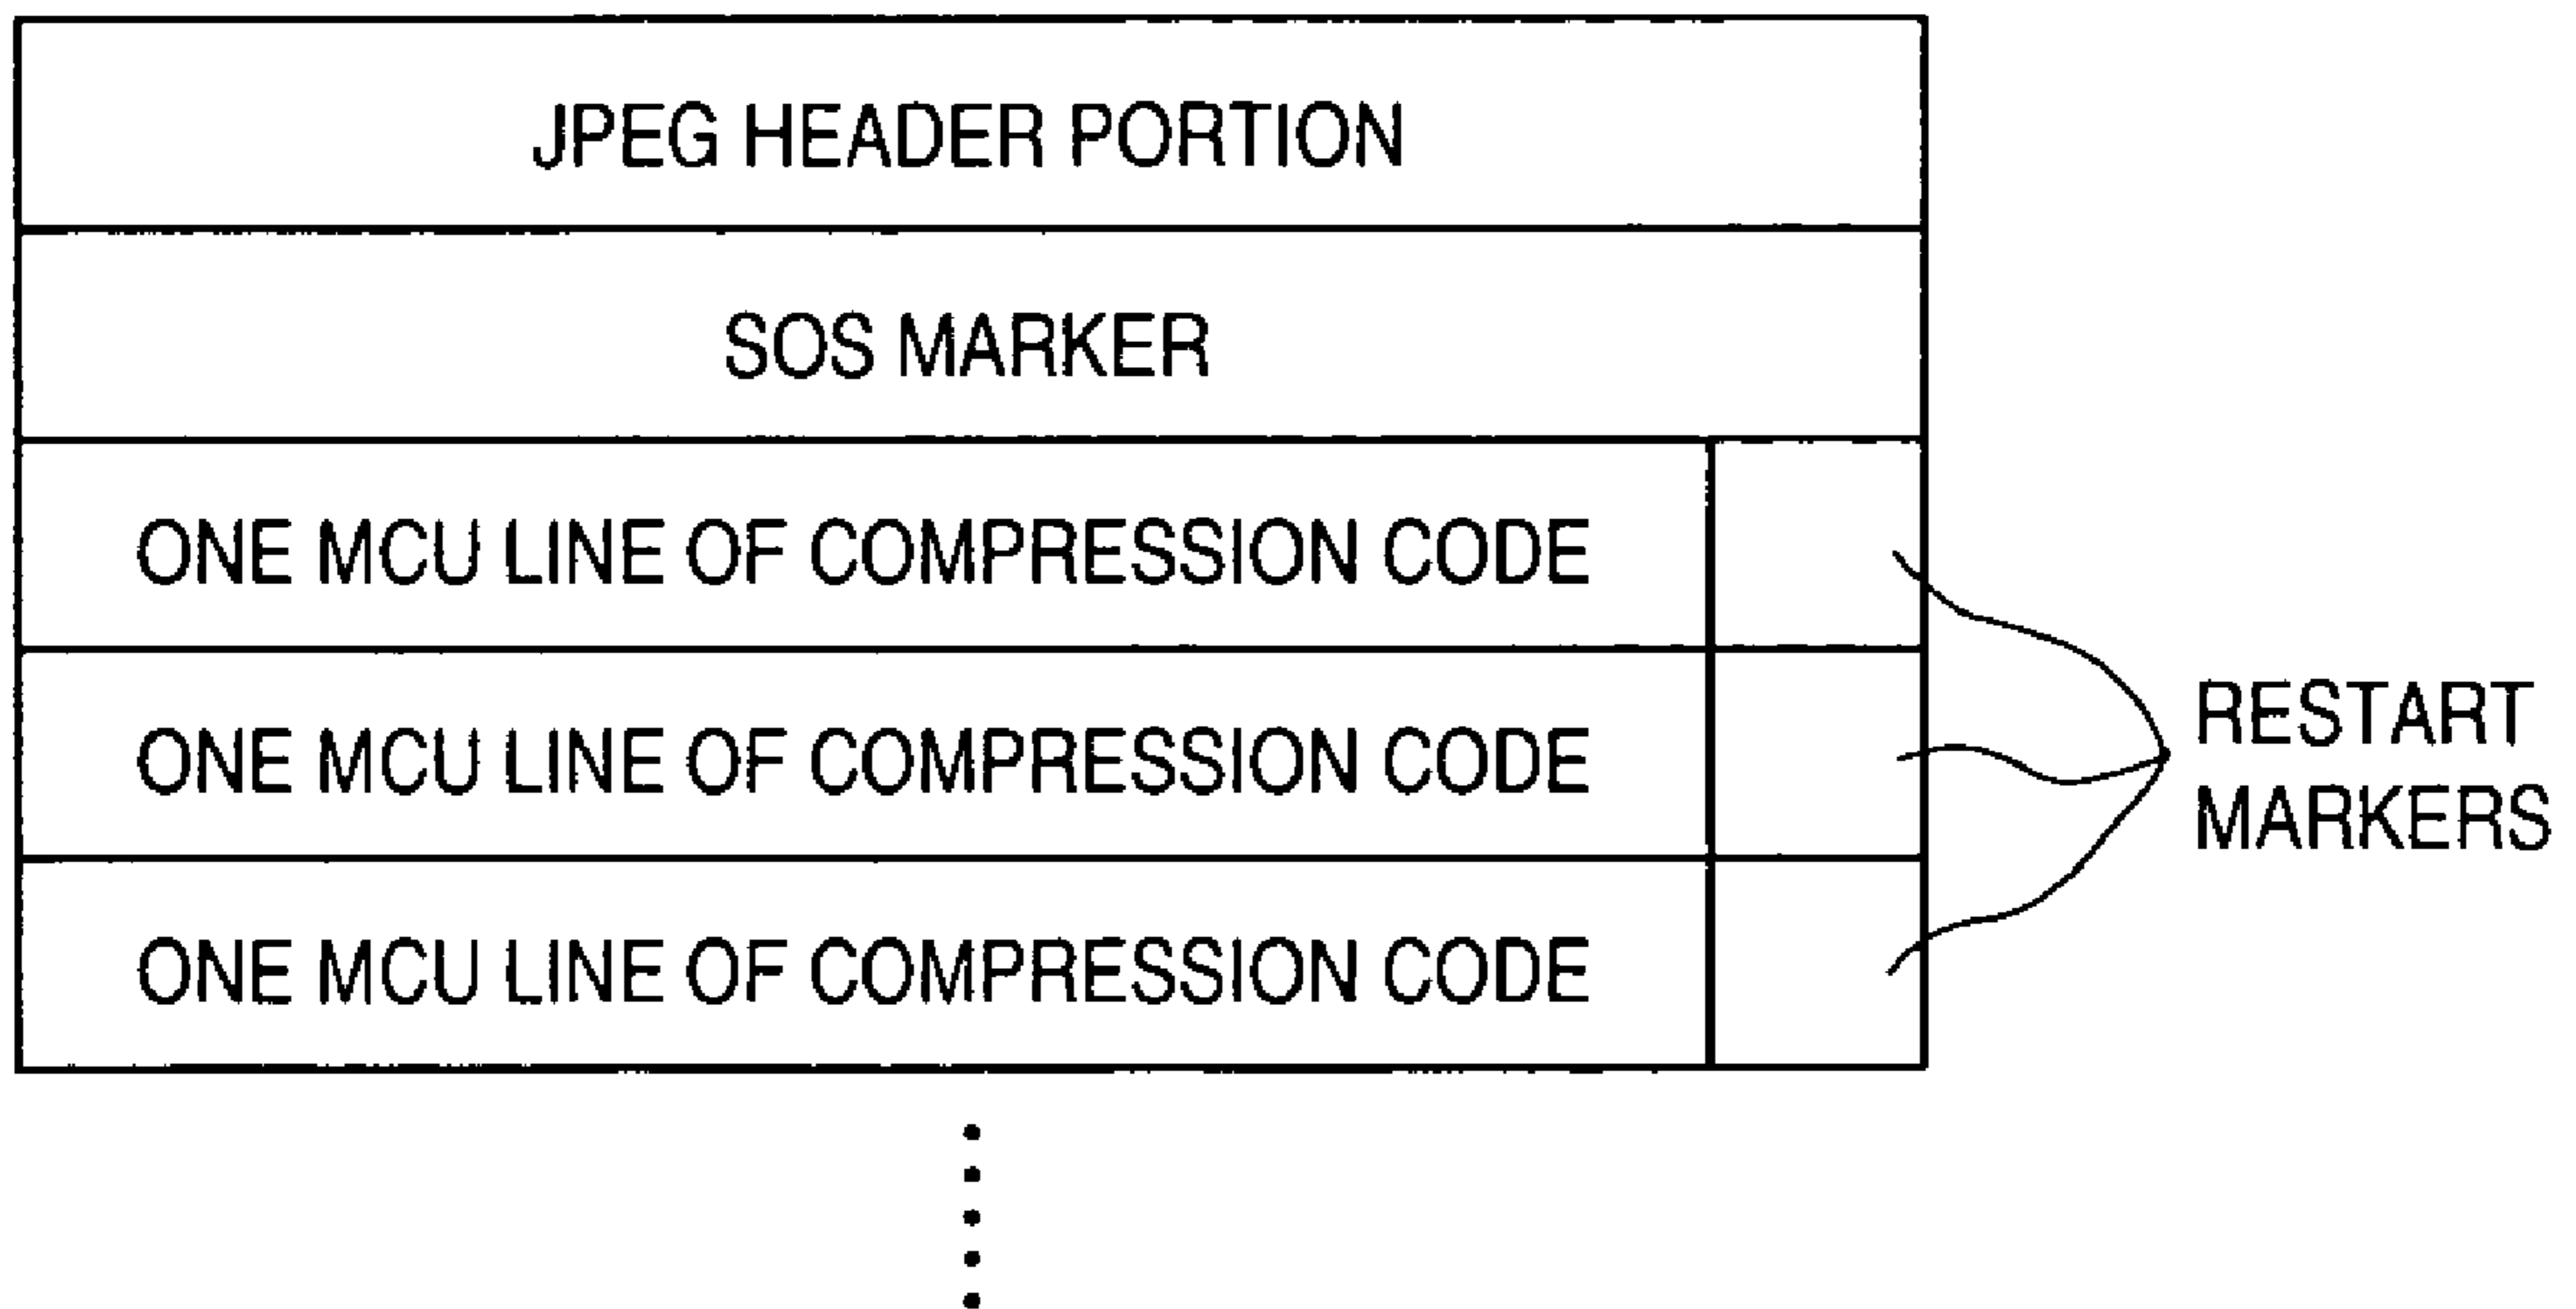 JPEG HEADER PORTION
SOS MARKER
ONE MCU LINE OF COMPRESSION CODE
ONE MCU LINE OF COMPRESSION CODE
ONE MCU LINE OF COMPRESSION CODE
RESTART
MARKERS